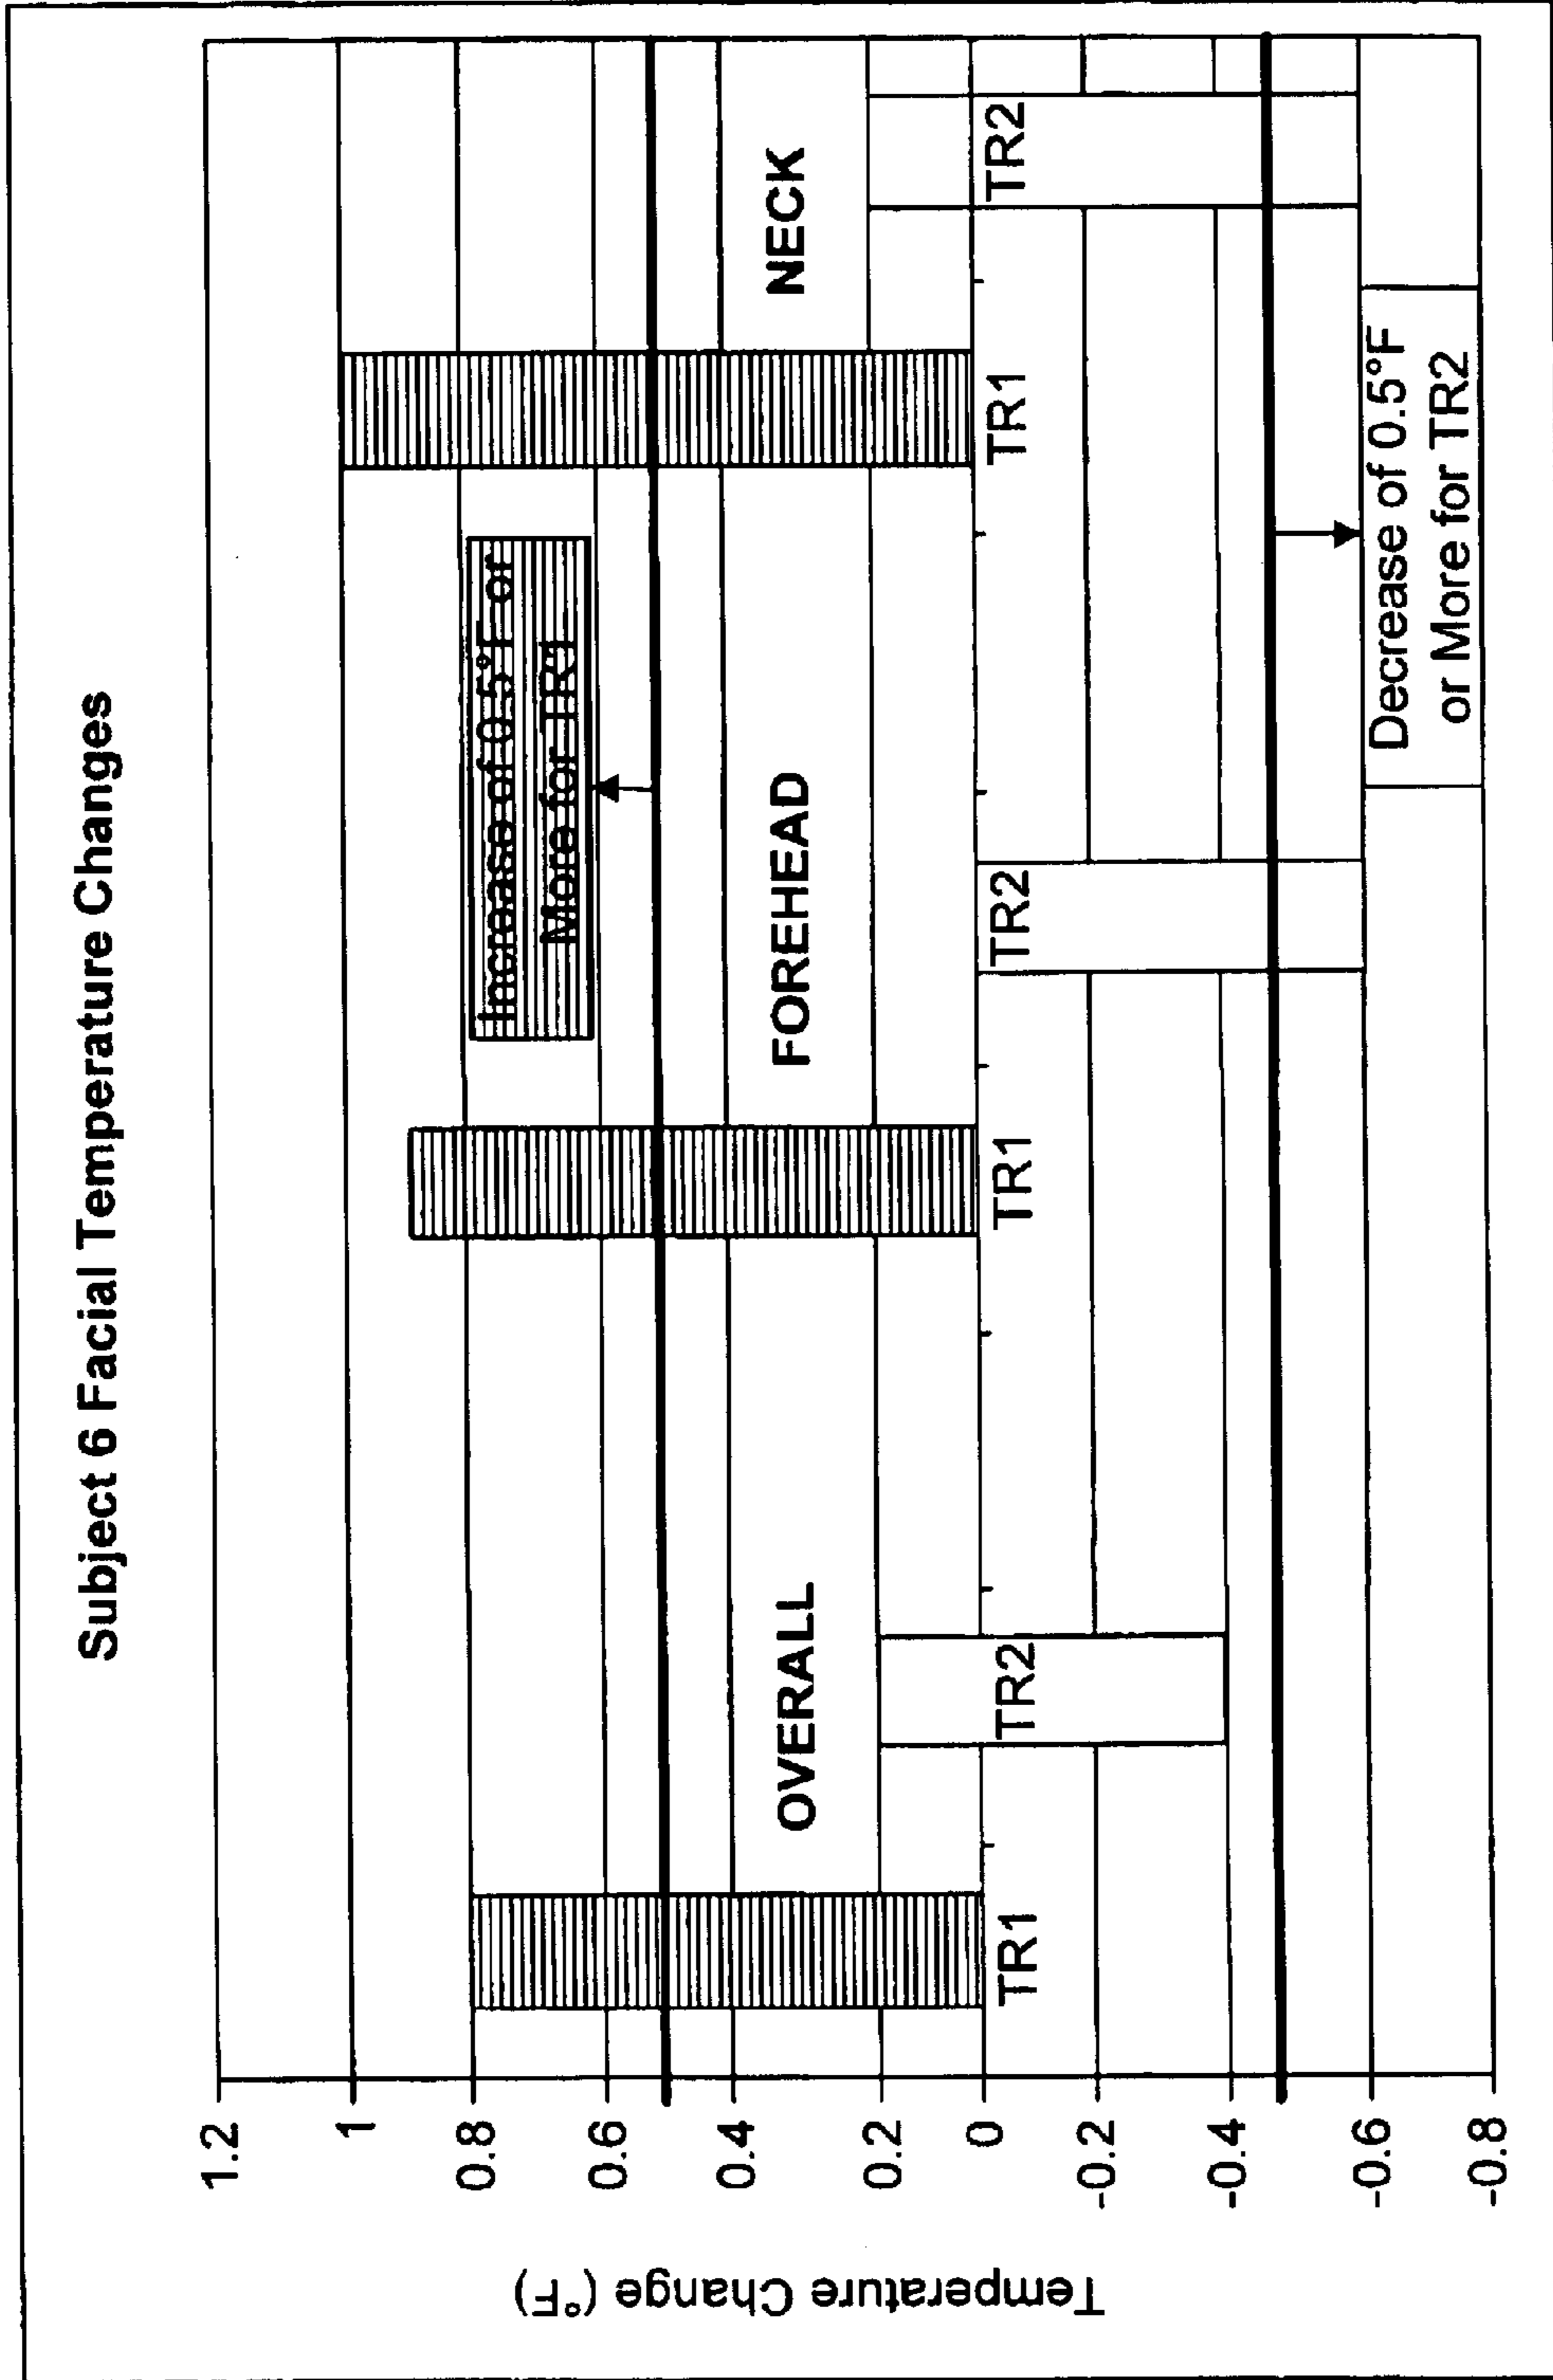 Subject 6 Facial Temperature Changes
Temperature Change (°F)
1.2
1
0.8
0.6
0.4
0.2
0
-0.2
-0.4
-0.6
-0.8
Increase of 0.5°F or
More for TR1
OVERALL
FOREHEAD
NECK
TR1
TR2
TR1
TR2
TR1
TR2
Decrease of 0.5°F
or More for TR2